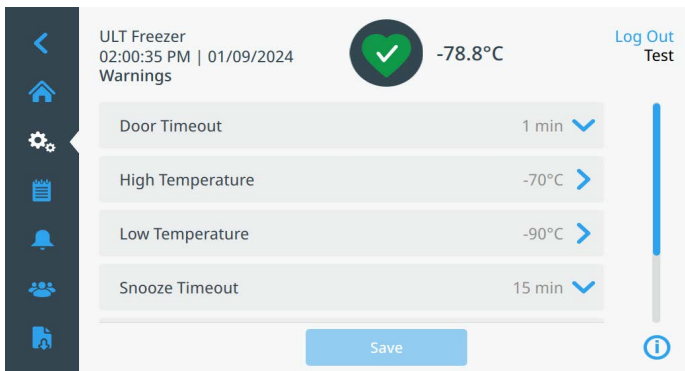 ULT Freezer
02:00:35 PM | 01/09/2024
Warnings
-78.8°C
Log Out
Test
Door Timeout 1 min
High Temperature -70°C
Low Temperature -90°C
Snooze Timeout 15 min
Save